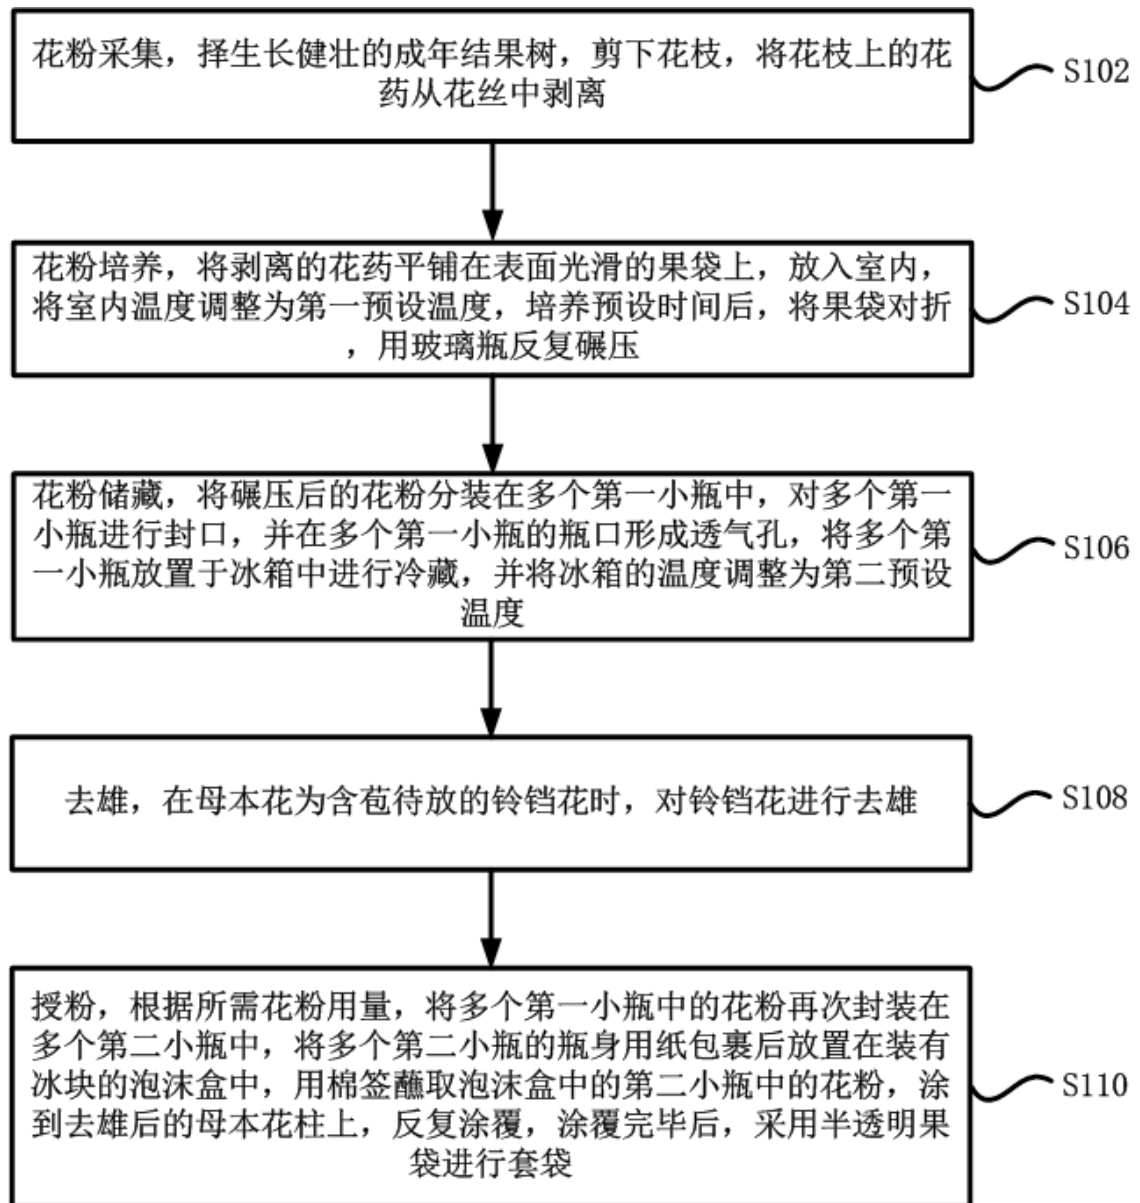 花粉采集，择生长健壮的成年结果树，剪下花枝，将花枝上的花
药从花丝中剥离
S102
花粉培养，将剥离的花药平铺在表面光滑的果袋上，放入室内，
将室内温度调整为第一预设温度，培养预设时间后，将果袋对折
，用玻璃瓶反复碾压
S104
花粉储藏，将碾压后的花粉分装在多个第一小瓶中，对多个第一
小瓶进行封口，并在多个第一小瓶的瓶口形成透气孔，将多个第
一小瓶放置于冰箱中进行冷藏，并将冰箱的温度调整为第二预设
温度
S106
去雄，在母本花为含苞待放的铃铛花时，对铃铛花进行去雄
S108
授粉，根据所需花粉用量，将多个第一小瓶中的花粉再次封装在
多个第二小瓶中，将多个第二小瓶的瓶身用纸包裹后放置在装有
冰块的泡沫盒中，用棉签蘸取泡沫盒中的第二小瓶中的花粉，涂
到去雄后的母本花柱上，反复涂覆，涂覆完毕后，采用半透明果
袋进行套袋
S110